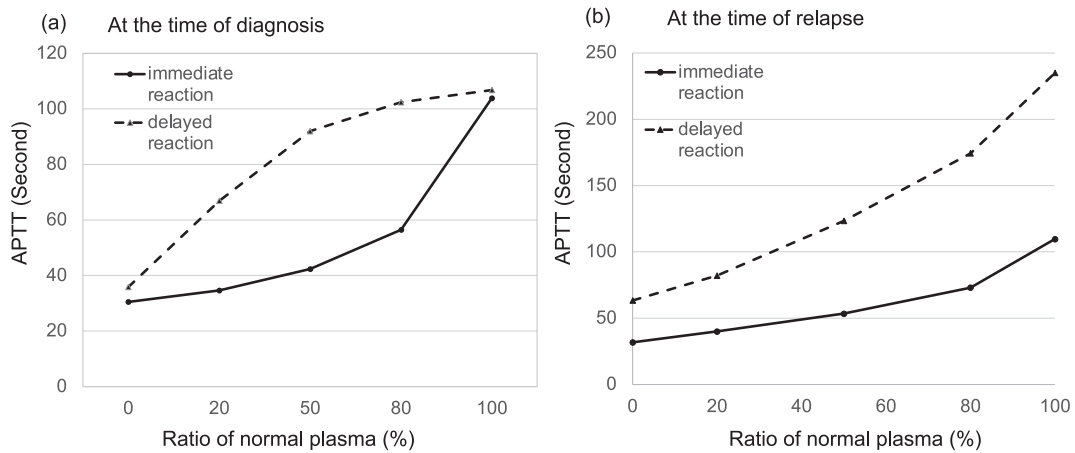 (a) At the time of diagnosis
120
100
80
60
40
20
0
APTT (Second)
immediate
reaction
delayed
reaction
0 20 50 80 100
Ratio of normal plasma (%)
(b) At the time of relapse
250
200
150
100
50
0
APTT (Second)
immediate
reaction
delayed
reaction
0 20 40 60 80 100
Ratio of normal plasma (%)